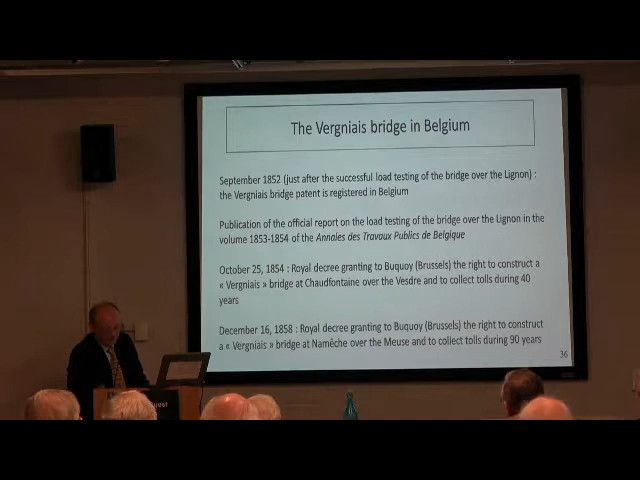 The Vergniais bridge in Belgium
September 1852 (just after the successful load testing of the bridge over the Lignon) :
the Vergniais bridge patent is registered in Belgium
Publication of the official report on the load testing of the bridge over the Lignon in the
volume 1853-1854 of the Annales des Travaux Publics de Belgique
October 25, 1854 : Royal decree granting to Buquoy (Brussels) the right to construct a
« Vergniais » bridge at Chaudfontaine over the Vesdre and to collect tolls during 40
years
December 16, 1858 : Royal decree granting to Buquoy (Brussels) the right to construct
a « Vergniais » bridge at Namêche over the Meuse and to collect tolls during 90 years
36